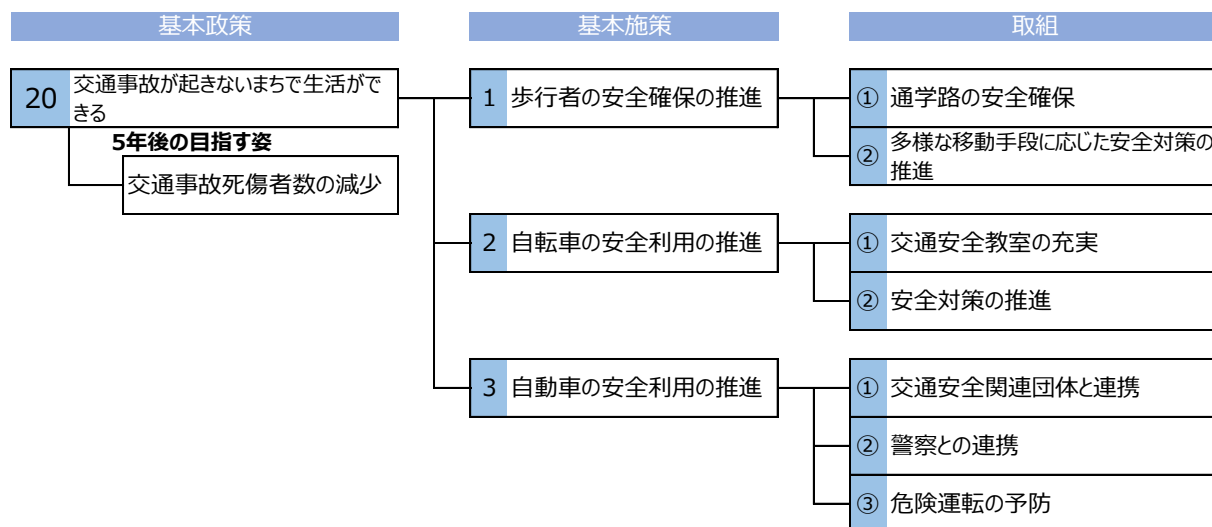 基本政策
基本施策
取組
20
交通事故が起きないまちで生活がで
きる
5年後の目指す姿
交通事故死傷者数の減少
1
歩行者の安全確保の推進
①
通学路の安全確保
②
多様な移動手段に応じた安全対策の
推進
2
自転車の安全利用の推進
①
交通安全教室の充実
②
安全対策の推進
3
自動車の安全利用の推進
①
交通安全関連団体と連携
②
警察との連携
③
危険運転の予防